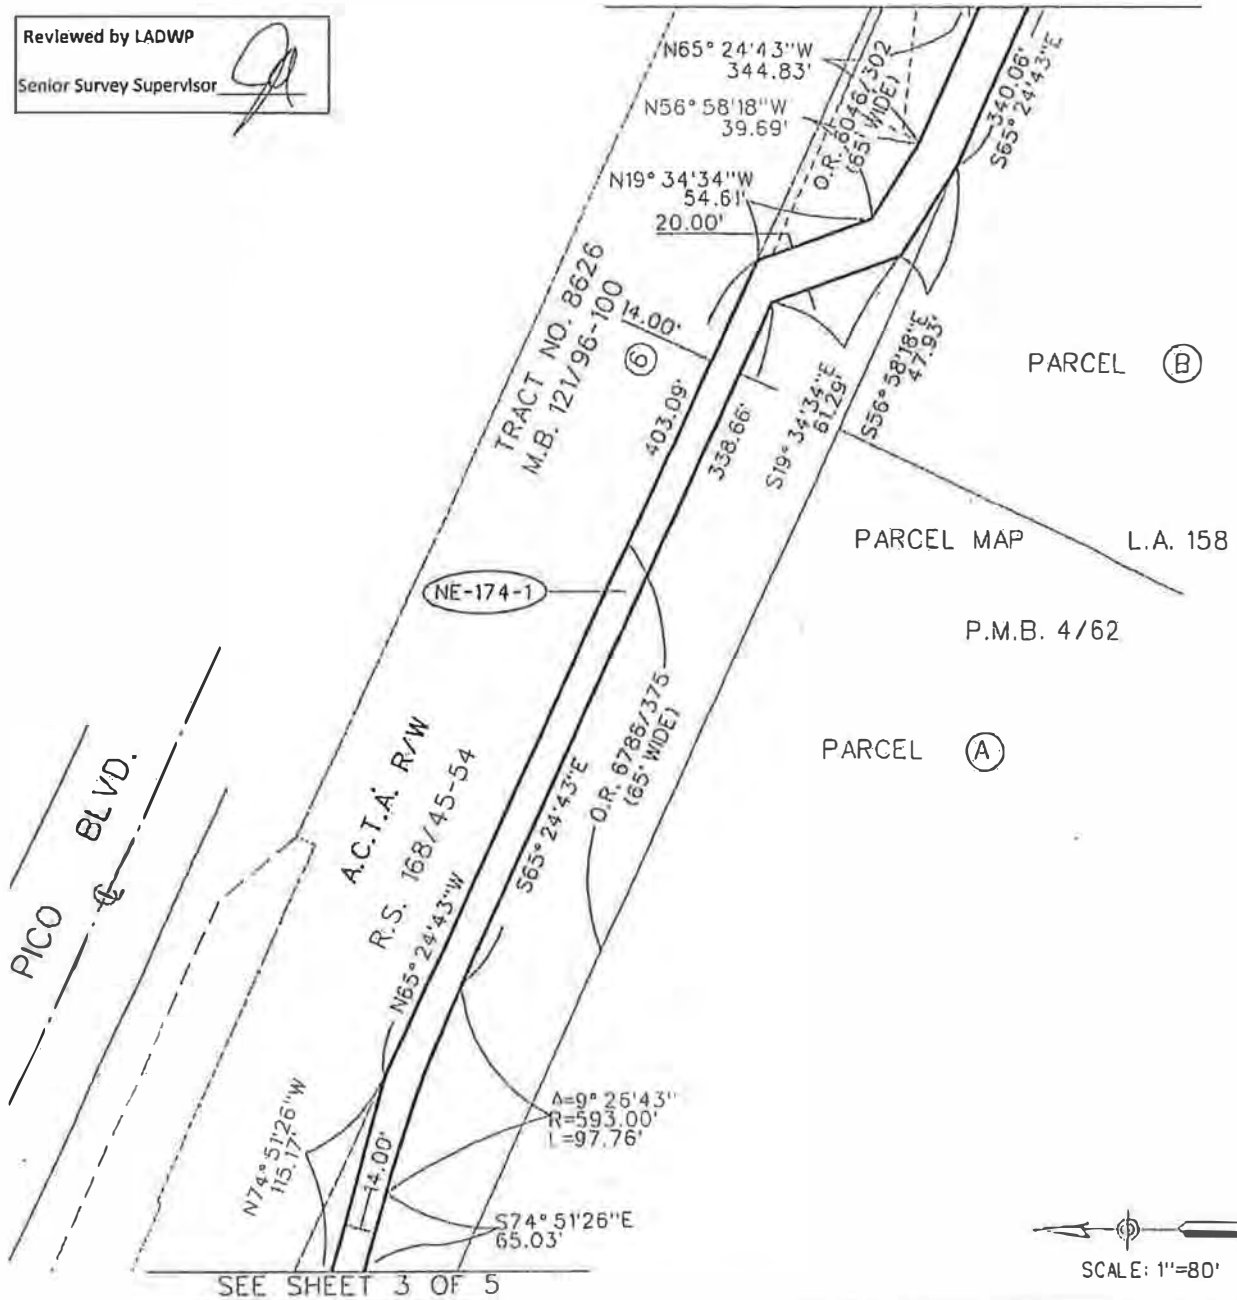 Reviewed by LADWP
Senior Survey Supervisor
N65° 24'43"W
344.83'
N56° 58'18"W
39.69'
N19° 34'34"W
54.61'
20.00'
O.R. 6046/302
(65' WIDE)
340.06'
S65° 24'43"E
TRACT NO. 8626
M.B. 121/96-100
14.00'
6
403.09'
338.66'
S19° 34'34"E
61.29'
S56° 58'18"E
47.93'
PARCEL B
PARCEL MAP L.A. 158
P.M.B. 4/62
PARCEL A
NE-174-1
O.R. 6786/375
(65' WIDE)
S65° 24'43"E
A.C.T.A. R/W
R.S. 168/45-54
N65° 24'43"W
PICO BLVD.
℄
N74° 51'26"W
115.17'
14.00'
Δ=9° 26'43"
R=593.00'
L=97.76'
S74° 51'26"E
65.03'
SEE SHEET 3 OF 5
SCALE: 1"=80'